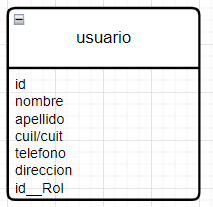 usuario
id
nombre
apellido
cuil/cuit
telefono
direccion
id__Rol